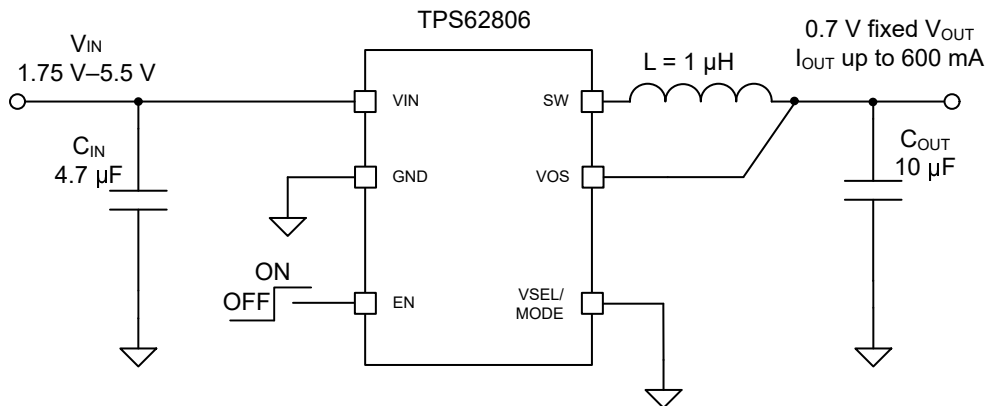 TPS62806
V_IN
1.75 V–5.5 V
0.7 V fixed V_OUT
I_OUT up to 600 mA
L = 1 µH
VIN
SW
C_IN
4.7 µF
C_OUT
10 µF
GND
VOS
ON
OFF
EN
VSEL/
MODE